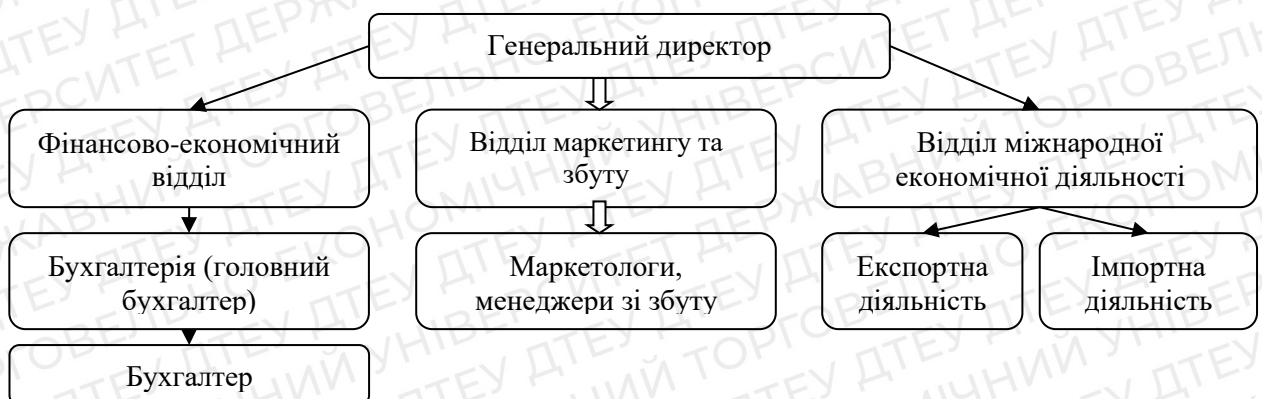 Генеральний директор
Фінансово-економічний
відділ
Відділ маркетингу та
збуту
Відділ міжнародної
економічної діяльності
Бухгалтерія (головний
бухгалтер)
Маркетологи,
менеджери зі збуту
Експортна
діяльність
Імпортна
діяльність
Бухгалтер